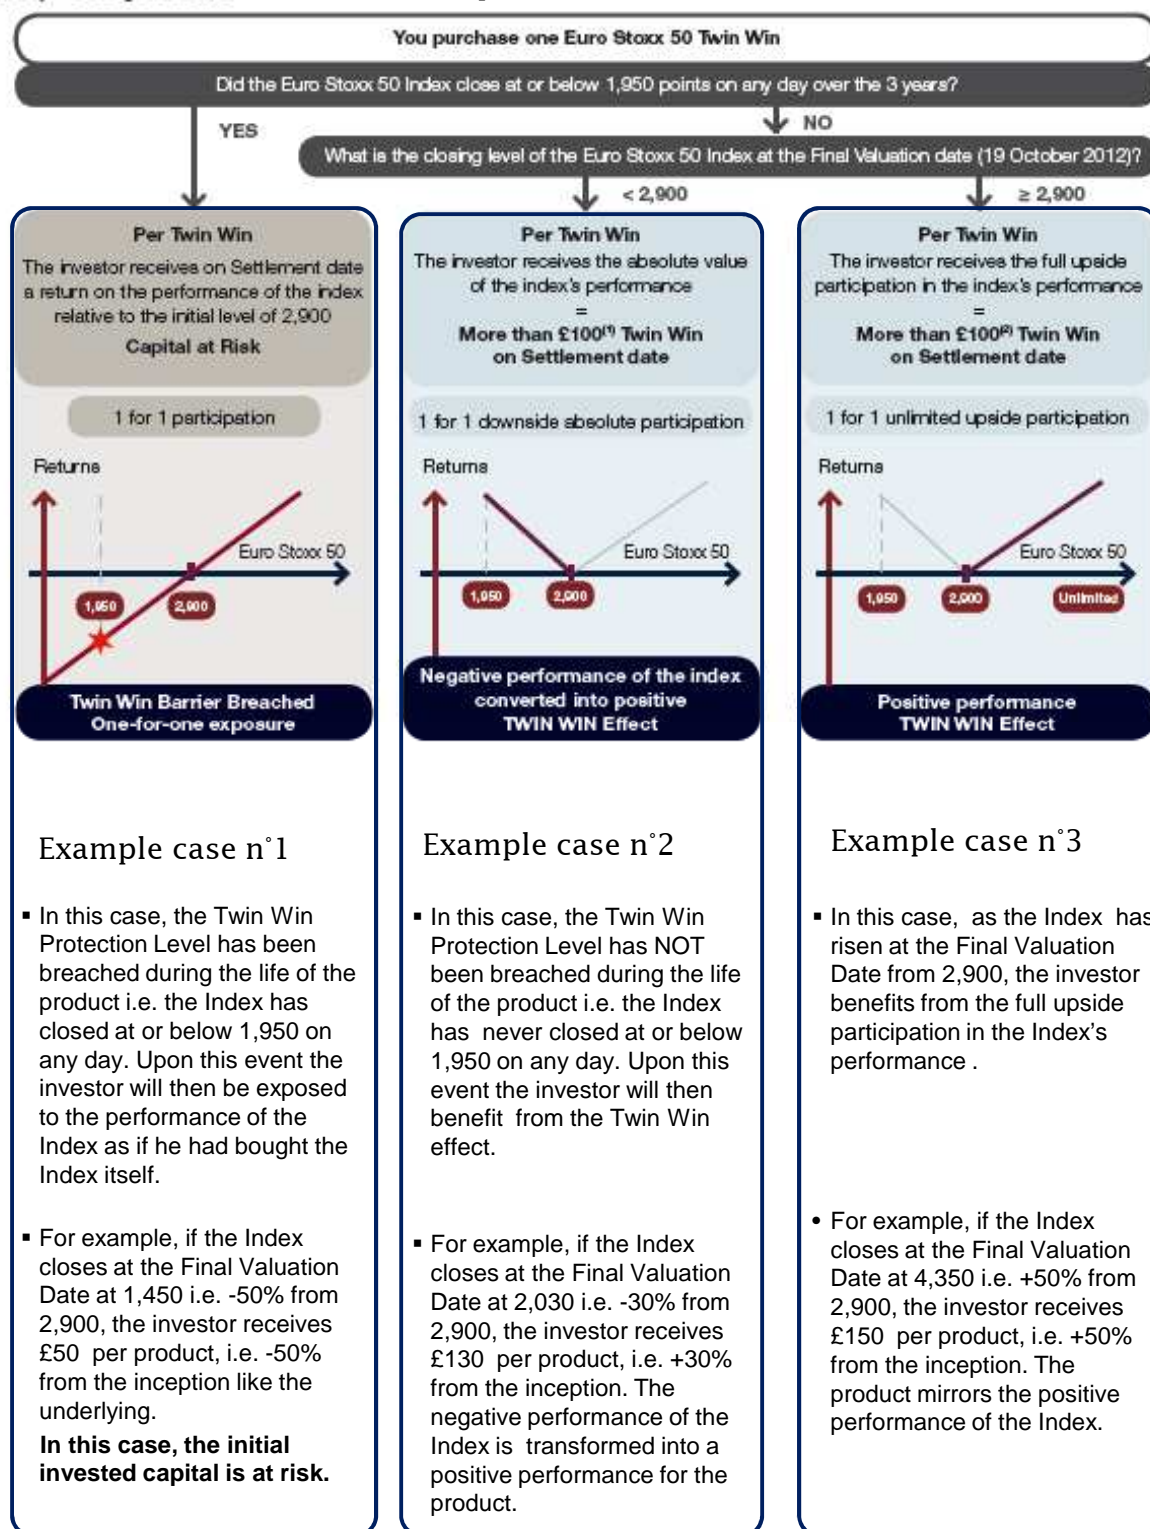 You purchase one Euro Stoxx 50 Twin Win
Did the Euro Stoxx 50 Index close at or below 1,950 points on any day over the 3 years?
YES
NO
What is the closing level of the Euro Stoxx 50 Index at the Final Valuation date (19 October 2012)?
< 2,900
≥ 2,900
Per Twin Win
The investor receives on Settlement date
a return on the performance of the index
relative to the initial level of 2,900
Capital at Risk
1 for 1 participation
Returns
Euro Stoxx 50
1,950
2,900
Twin Win Barrier Breached
One-for-one exposure
Example case n°1
▪ In this case, the Twin Win
Protection Level has been
breached during the life of the
product i.e. the Index has
closed at or below 1,950 on
any day. Upon this event the
investor will then be exposed
to the performance of the
Index as if he had bought the
Index itself.
▪ For example, if the Index
closes at the Final Valuation
Date at 1,450 i.e. -50% from
2,900, the investor receives
£50 per product, i.e. -50%
from the inception like the
underlying.
In this case, the initial
invested capital is at risk.
Per Twin Win
The investor receives the absolute value
of the index's performance
=
More than £100(1) Twin Win
on Settlement date
1 for 1 downside absolute participation
Returns
Euro Stoxx 50
1,950
2,900
Negative performance of the index
converted into positive
TWIN WIN Effect
Example case n°2
▪ In this case, the Twin Win
Protection Level has NOT
been breached during the life
of the product i.e. the Index
has never closed at or below
1,950 on any day. Upon this
event the investor will then
benefit from the Twin Win
effect.
▪ For example, if the Index
closes at the Final Valuation
Date at 2,030 i.e. -30% from
2,900, the investor receives
£130 per product, i.e. +30%
from the inception. The
negative performance of the
Index is transformed into a
positive performance for the
product.
Per Twin Win
The investor receives the full upside
participation in the index's performance
=
More than £100(2) Twin Win
on Settlement date
1 for 1 unlimited upside participation
Returns
Euro Stoxx 50
1,950
2,900
Unlimited
Positive performance
TWIN WIN Effect
Example case n°3
▪ In this case, as the Index has
risen at the Final Valuation
Date from 2,900, the investor
benefits from the full upside
participation in the Index's
performance .
• For example, if the Index
closes at the Final Valuation
Date at 4,350 i.e. +50% from
2,900, the investor receives
£150 per product, i.e. +50%
from the inception. The
product mirrors the positive
performance of the Index.